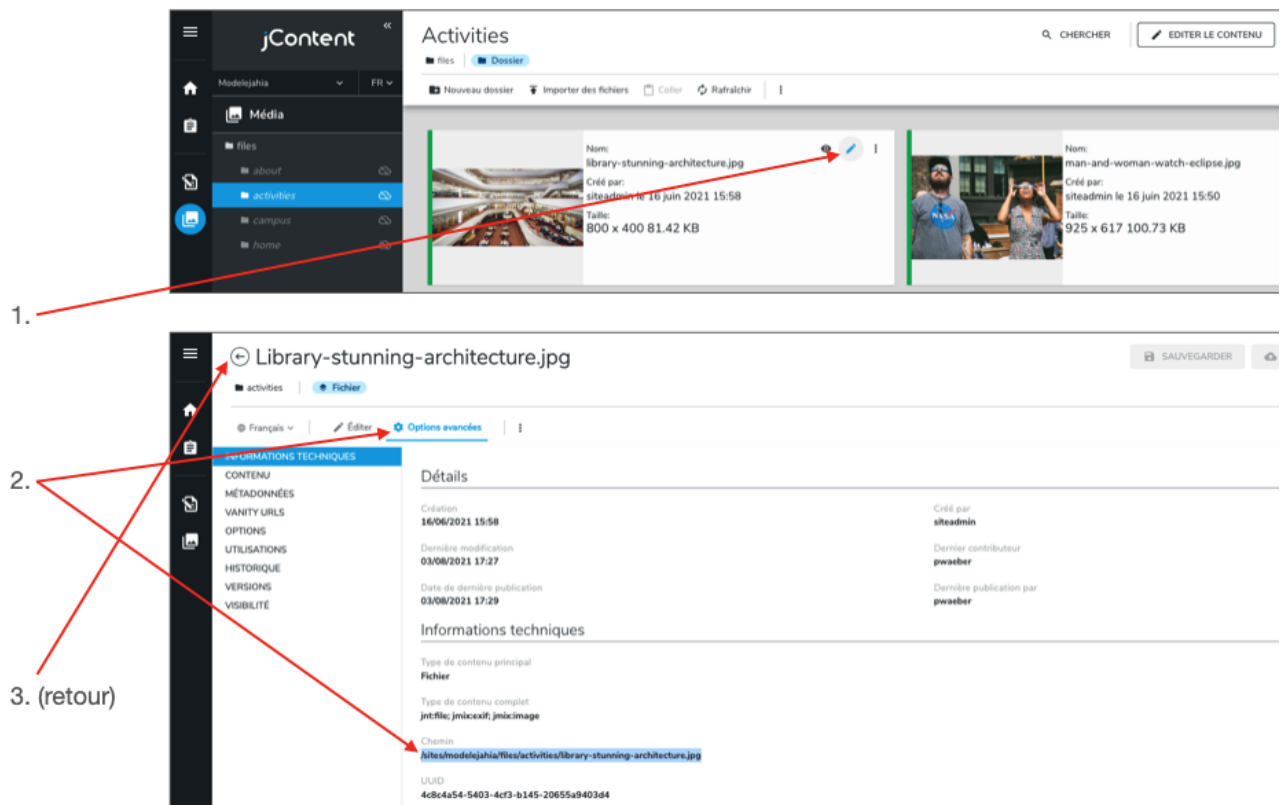 jContent
«
Activities
CHERCHER
EDITER LE CONTENU
files
Dossier
Modelejahia
FR
Nouveau dossier
Importer des fichiers
Coller
Rafraîchir
Média
files
about
activities
campus
home
Nom:
library-stunning-architecture.jpg
Créé par:
siteadmin le 16 juin 2021 15:58
Taille:
800 x 400 81.42 KB
NASA
Nom:
man-and-woman-watch-eclipse.jpg
Créé par:
siteadmin le 16 juin 2021 15:50
Taille:
925 x 617 100.73 KB
1.
Library-stunning-architecture.jpg
SAUVEGARDER
activities
Fichier
Français
Éditer
Options avancées
INFORMATIONS TECHNIQUES
CONTENU
MÉTADONNÉES
VANITY URLS
OPTIONS
UTILISATIONS
HISTORIQUE
VERSIONS
VISIBILITÉ
2.
3. (retour)
Détails
Création
16/06/2021 15:58
Créé par
siteadmin
Dernière modification
03/08/2021 17:27
Dernier contributeur
pwaeber
Date de dernière publication
03/08/2021 17:29
Dernière publication par
pwaeber
Informations techniques
Type de contenu principal
Fichier
Type de contenu complet
jnt:file; jmix:exif; jmix:image
Chemin
/sites/modelejahia/files/activities/library-stunning-architecture.jpg
UUID
4c8c4a54-5403-4cf3-b145-20655a9403d4